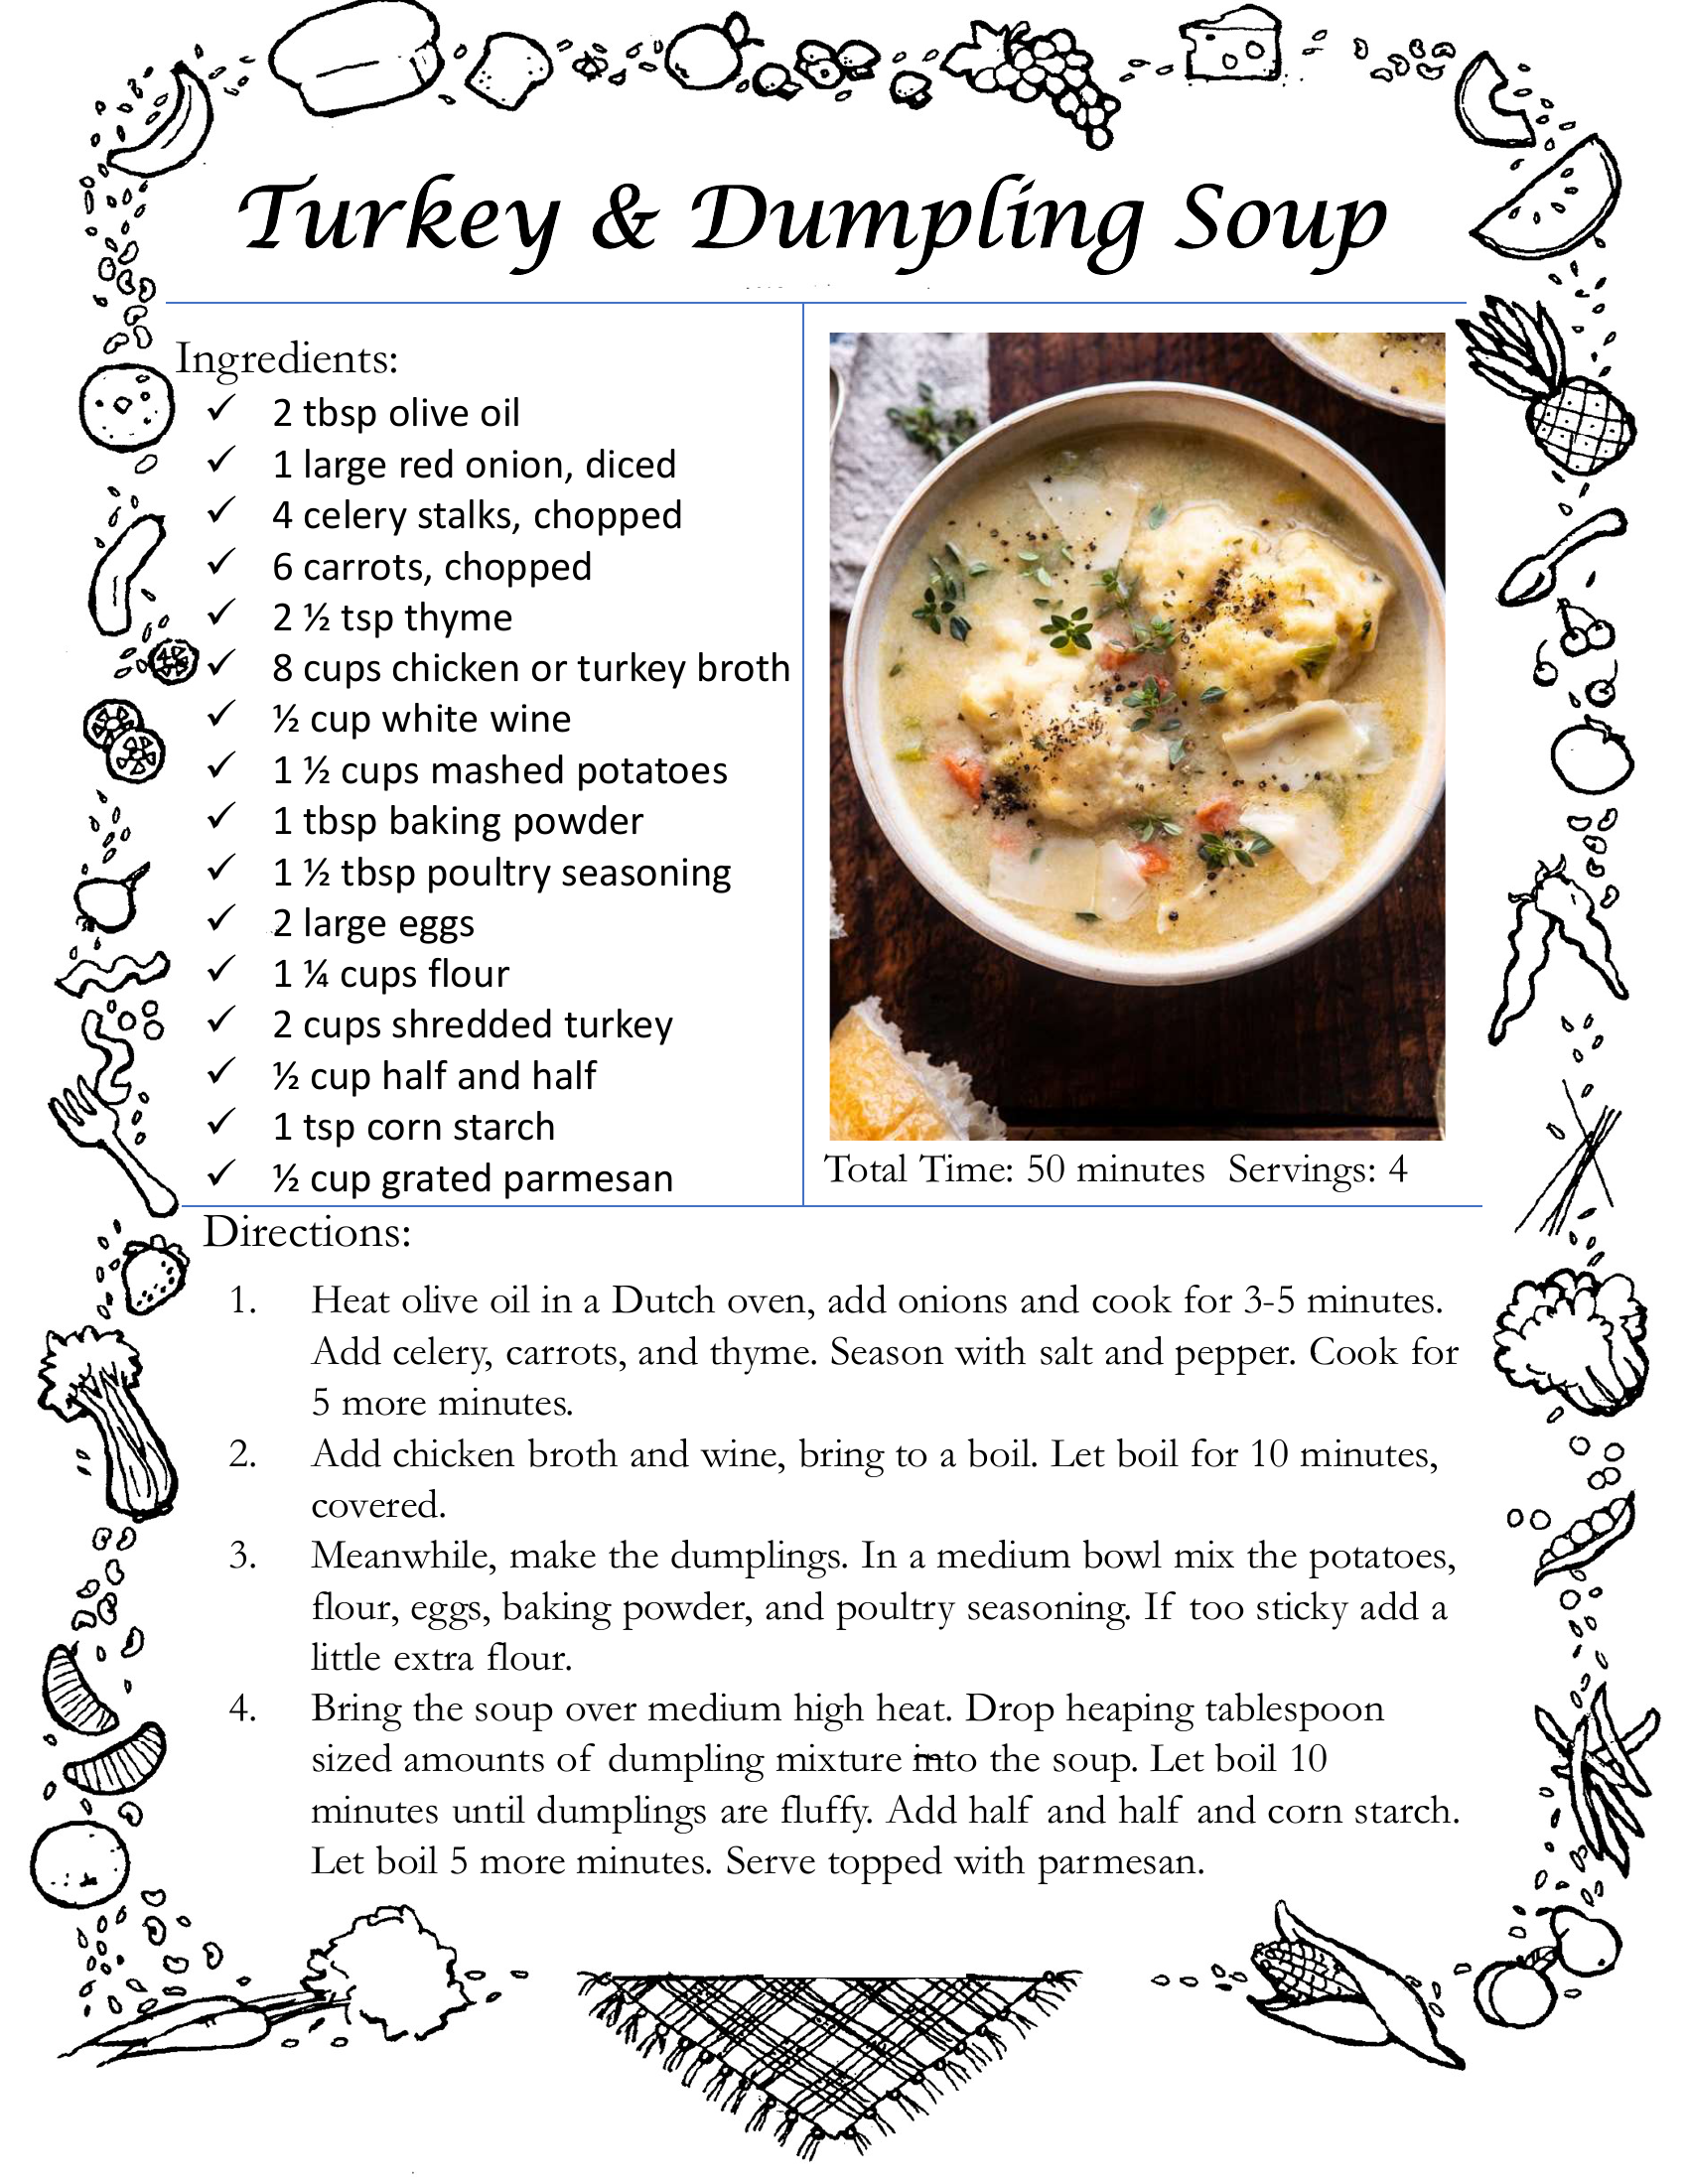 Turkey & Dumpling Soup
Ingredients:
✓ 2 tbsp olive oil
✓ 1 large red onion, diced
✓ 4 celery stalks, chopped
✓ 6 carrots, chopped
✓ 2 ½ tsp thyme
✓ 8 cups chicken or turkey broth
✓ ½ cup white wine
✓ 1 ½ cups mashed potatoes
✓ 1 tbsp baking powder
✓ 1 ½ tbsp poultry seasoning
✓ 2 large eggs
✓ 1 ¼ cups flour
✓ 2 cups shredded turkey
✓ ½ cup half and half
✓ 1 tsp corn starch
✓ ½ cup grated parmesan
Total Time: 50 minutes Servings: 4
Directions:
1. Heat olive oil in a Dutch oven, add onions and cook for 3-5 minutes.
Add celery, carrots, and thyme. Season with salt and pepper. Cook for
5 more minutes.
2. Add chicken broth and wine, bring to a boil. Let boil for 10 minutes,
covered.
3. Meanwhile, make the dumplings. In a medium bowl mix the potatoes,
flour, eggs, baking powder, and poultry seasoning. If too sticky add a
little extra flour.
4. Bring the soup over medium high heat. Drop heaping tablespoon
sized amounts of dumpling mixture into the soup. Let boil 10
minutes until dumplings are fluffy. Add half and half and corn starch.
Let boil 5 more minutes. Serve topped with parmesan.